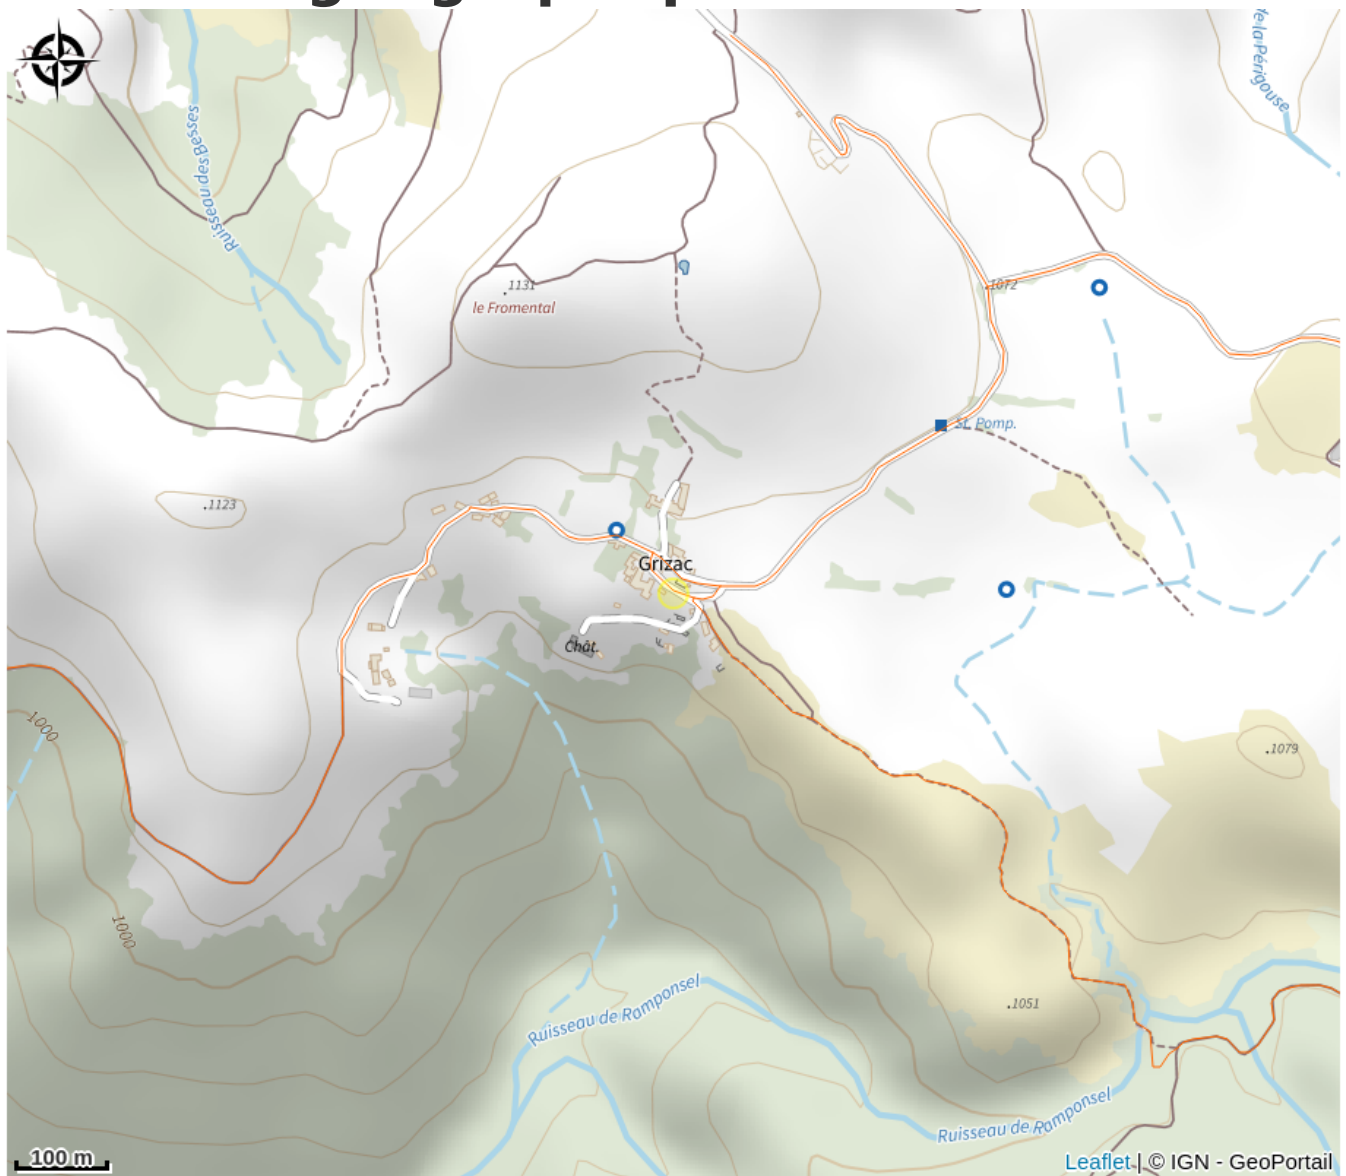 de la Périgouse
Ruisseau des Besses
1131
le Fromental
1072
St. Pomp.
1123
Grizac
Chât.
1000
1079
1000
Ruisseau de Ramponsel
1051
Ruisseau de Ramponsel
100 m
Leaflet | © IGN - GeoPortail